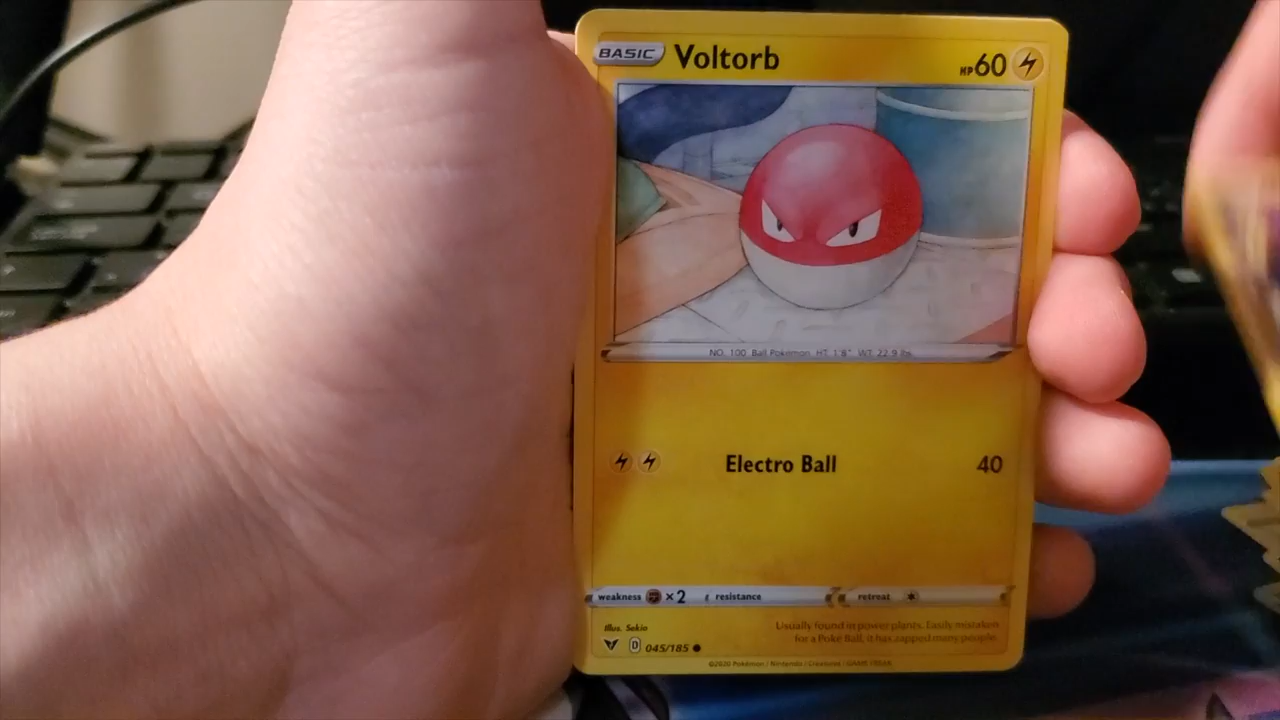 BASIC Voltorb HP 60
NO. 100 Ball Pokémon HT. 1'8" WT. 22.9 lbs.
Electro Ball 40
weakness ×2 resistance retreat
Illus. Sekio
Usually found in power plants. Easily mistaken
for a Poké Ball, it has zapped many people.
D 045/185
©2020 Pokémon / Nintendo / Creatures / GAME FREAK